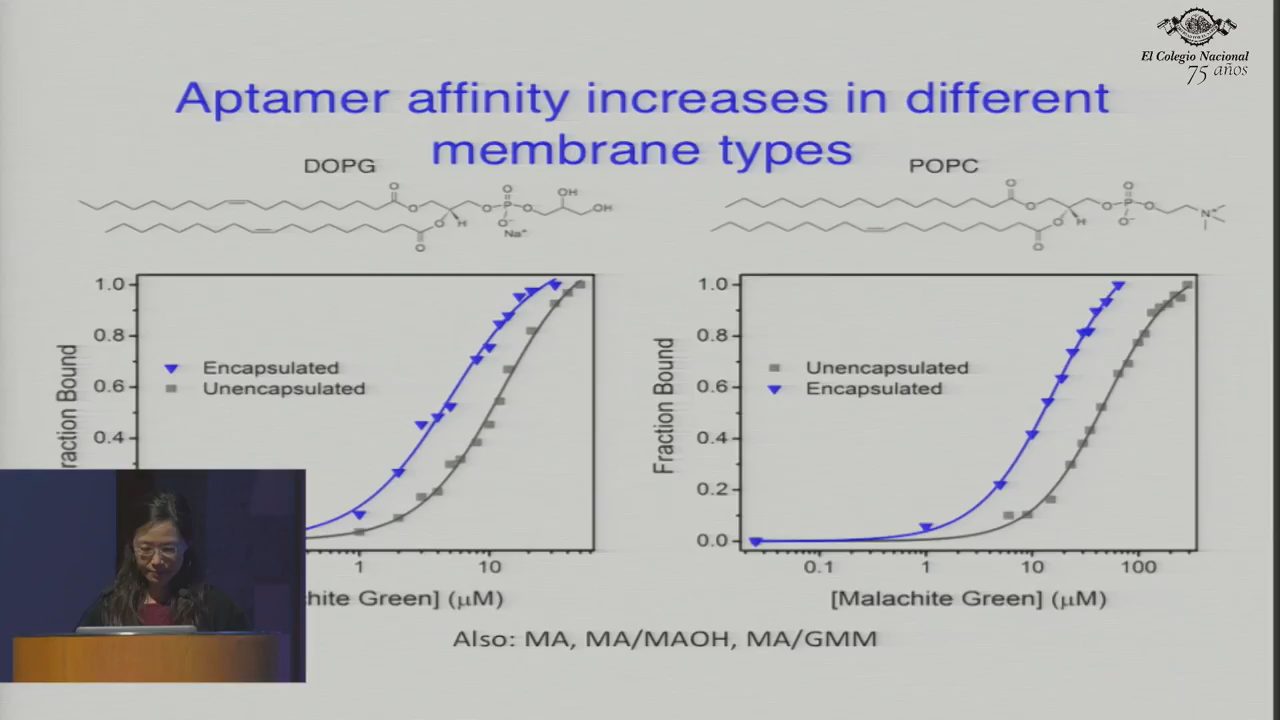 El Colegio Nacional
75 años
Aptamer affinity increases in different
membrane types
DOPG
POPC
O
O
OH
O
O
P
O
OH
O
H
O⁻
O
Na⁺
O
O
O
O
P
O
N⁺
O
H
O⁻
O
1.0
0.8
0.6
0.4
raction Bound
Encapsulated
Unencapsulated
1
10
hite Green] (μM)
1.0
0.8
0.6
0.4
0.2
0.0
Fraction Bound
Unencapsulated
Encapsulated
0.1
1
10
100
[Malachite Green] (μM)
Also: MA, MA/MAOH, MA/GMM